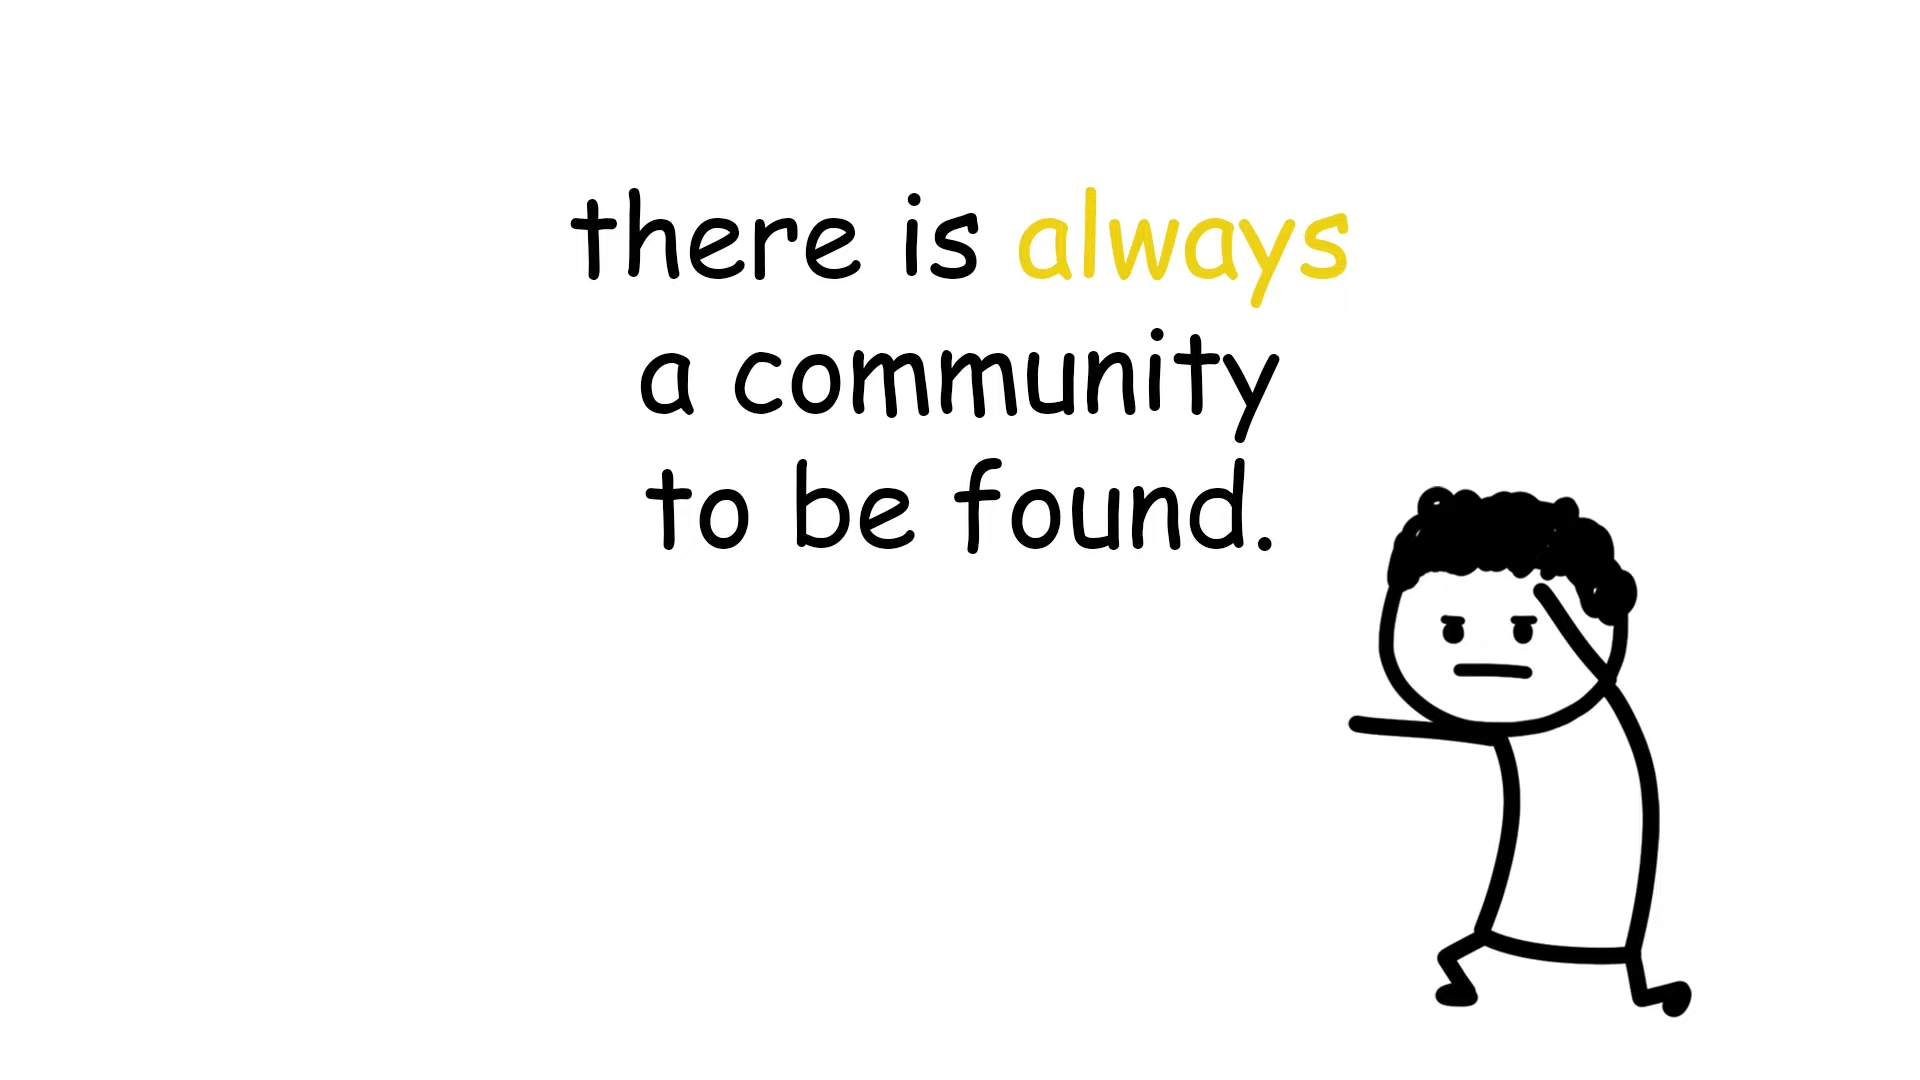 there is always
a community
to be found.